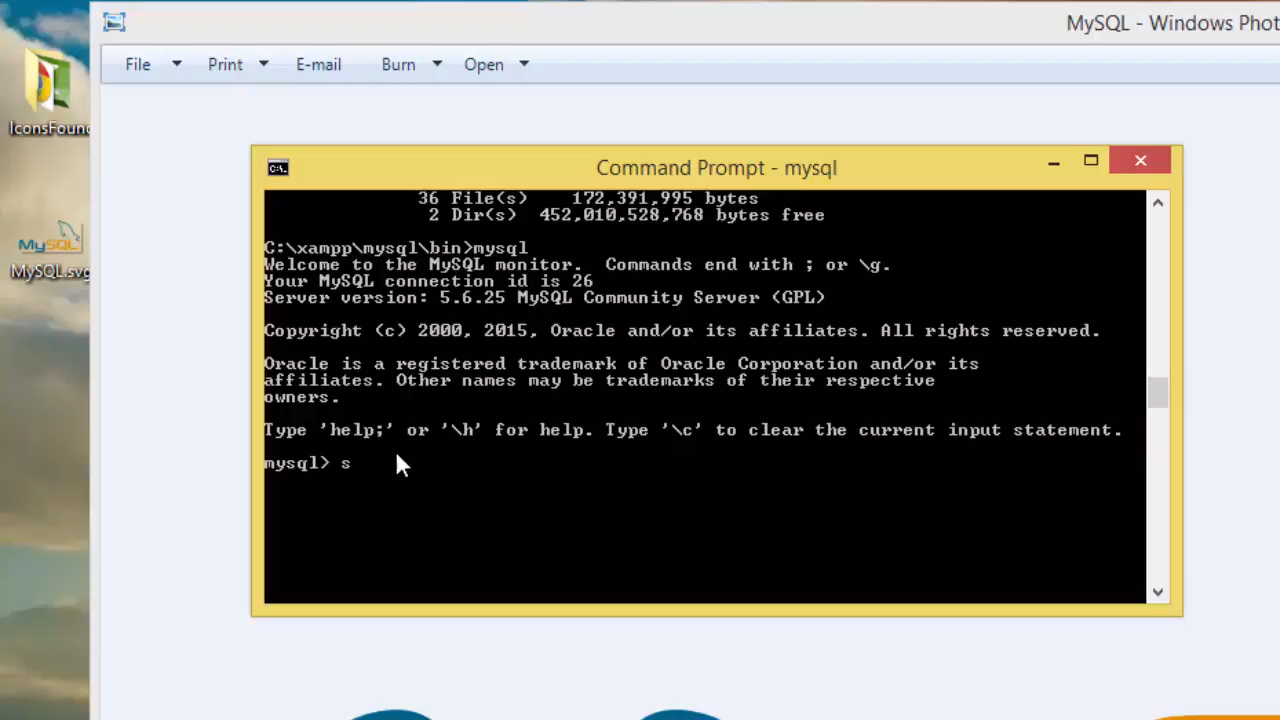 MySQL - Windows Phot
File Print E-mail Burn Open
IconsFound
MySQL
MySQL.svg
Command Prompt - mysql
36 File(s) 172,391,995 bytes
2 Dir(s) 452,010,528,768 bytes free
C:\xampp\mysql\bin>mysql
Welcome to the MySQL monitor. Commands end with ; or \g.
Your MySQL connection id is 26
Server version: 5.6.25 MySQL Community Server (GPL)
Copyright (c) 2000, 2015, Oracle and/or its affiliates. All rights reserved.
Oracle is a registered trademark of Oracle Corporation and/or its
affiliates. Other names may be trademarks of their respective
owners.
Type 'help;' or '\h' for help. Type '\c' to clear the current input statement.
mysql> s